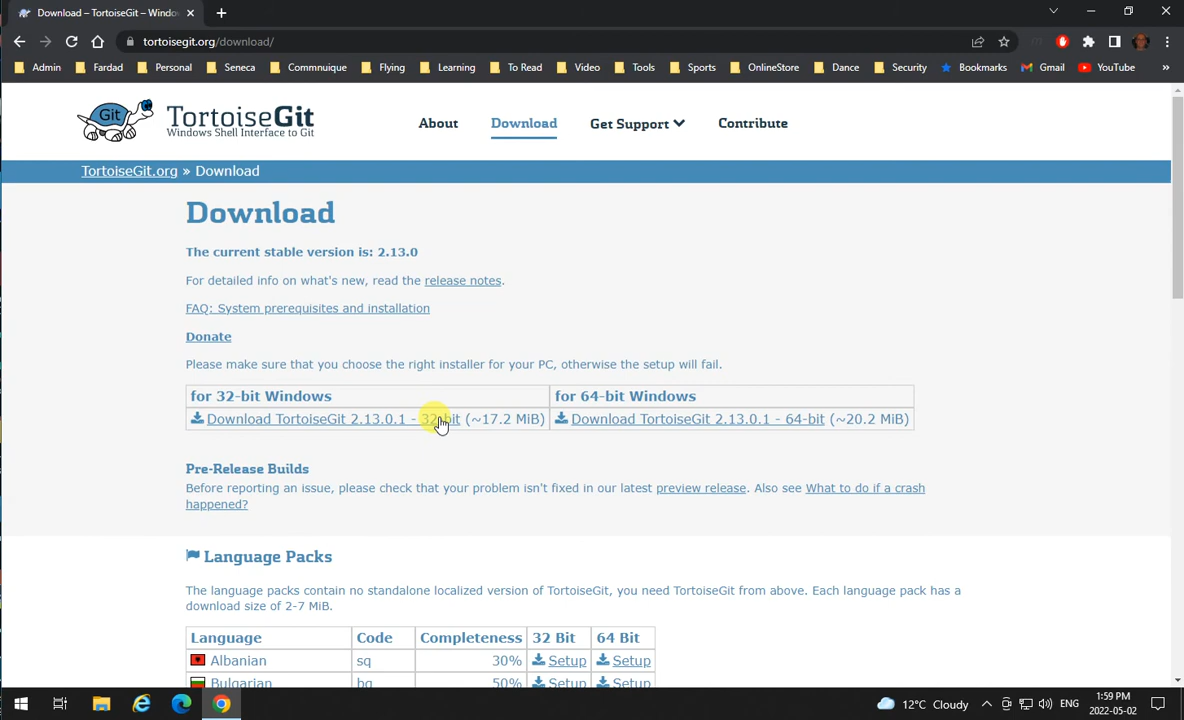 Download – TortoiseGit – Windo
tortoisegit.org/download/
Admin Fardad Personal Seneca Commnuique Flying Learning To Read Video Tools Sports OnlineStore Dance Security Bookmarks Gmail YouTube »
Git TortoiseGit
Windows Shell Interface to Git
About Download Get Support Contribute
TortoiseGit.org » Download
Download
The current stable version is: 2.13.0
For detailed info on what's new, read the release notes.
FAQ: System prerequisites and installation
Donate
Please make sure that you choose the right installer for your PC, otherwise the setup will fail.
for 32-bit Windows for 64-bit Windows
Download TortoiseGit 2.13.0.1 - 32-bit (~17.2 MiB) Download TortoiseGit 2.13.0.1 - 64-bit (~20.2 MiB)
Pre-Release Builds
Before reporting an issue, please check that your problem isn't fixed in our latest preview release. Also see What to do if a crash
happened?
Language Packs
The language packs contain no standalone localized version of TortoiseGit, you need TortoiseGit from above. Each language pack has a
download size of 2-7 MiB.
Language Code Completeness 32 Bit 64 Bit
Albanian sq 30% Setup Setup
Bulgarian bg 50% Setup Setup
12°C Cloudy ENG 1:59 PM
2022-05-02